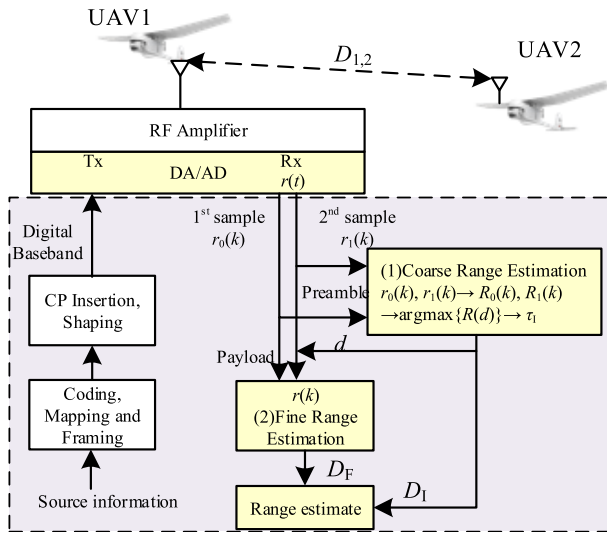 UAV1
UAV2
D1,2
RF Amplifier
Tx
DA/AD
Rx
r(t)
1st sample
r0(k)
2nd sample
r1(k)
Digital
Baseband
CP Insertion,
Shaping
Coding,
Mapping and
Framing
Source information
(1)Coarse Range Estimation
r0(k), r1(k)→ R0(k), R1(k)
→argmax{R(d)}→ τI
Preamble
d
Payload
r(k)
(2)Fine Range
Estimation
DF
DI
Range estimate